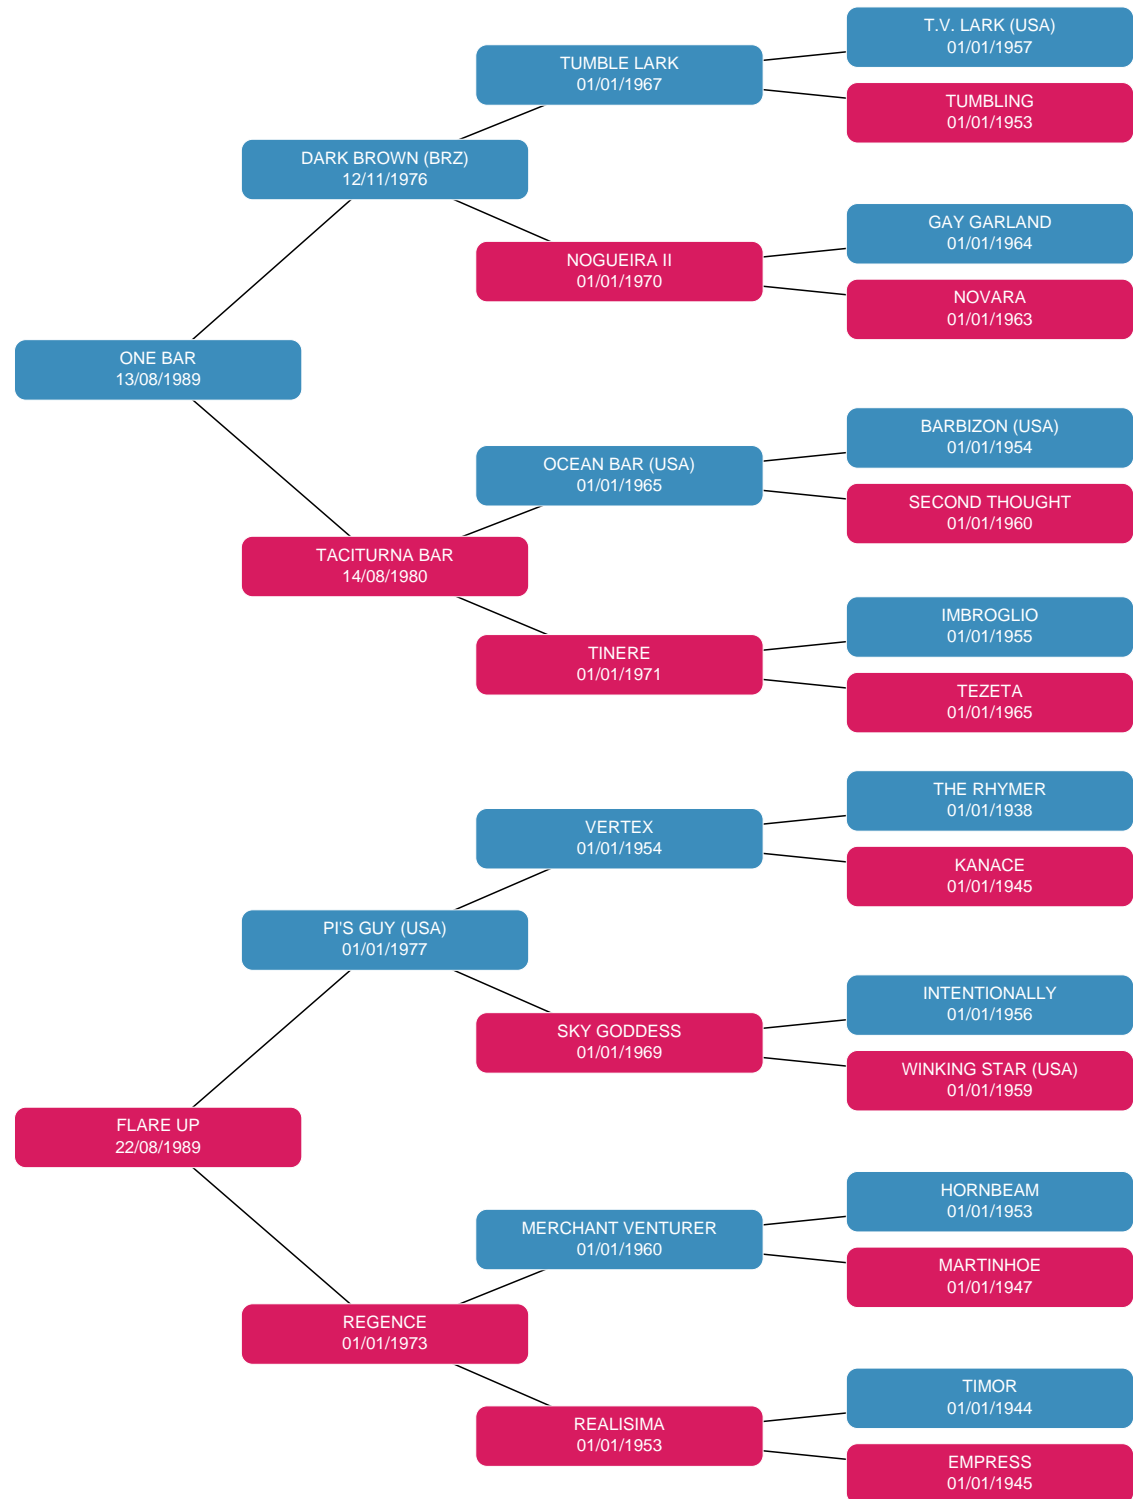 T.V. LARK (USA)
01/01/1957
TUMBLE LARK
01/01/1967
TUMBLING
01/01/1953
DARK BROWN (BRZ)
12/11/1976
GAY GARLAND
01/01/1964
NOGUEIRA II
01/01/1970
NOVARA
01/01/1963
ONE BAR
13/08/1989
BARBIZON (USA)
01/01/1954
OCEAN BAR (USA)
01/01/1965
SECOND THOUGHT
01/01/1960
TACITURNA BAR
14/08/1980
IMBROGLIO
01/01/1955
TINERE
01/01/1971
TEZETA
01/01/1965
THE RHYMER
01/01/1938
VERTEX
01/01/1954
KANACE
01/01/1945
PI'S GUY (USA)
01/01/1977
INTENTIONALLY
01/01/1956
SKY GODDESS
01/01/1969
WINKING STAR (USA)
01/01/1959
FLARE UP
22/08/1989
HORNBEAM
01/01/1953
MERCHANT VENTURER
01/01/1960
MARTINHOE
01/01/1947
REGENCE
01/01/1973
TIMOR
01/01/1944
REALISIMA
01/01/1953
EMPRESS
01/01/1945